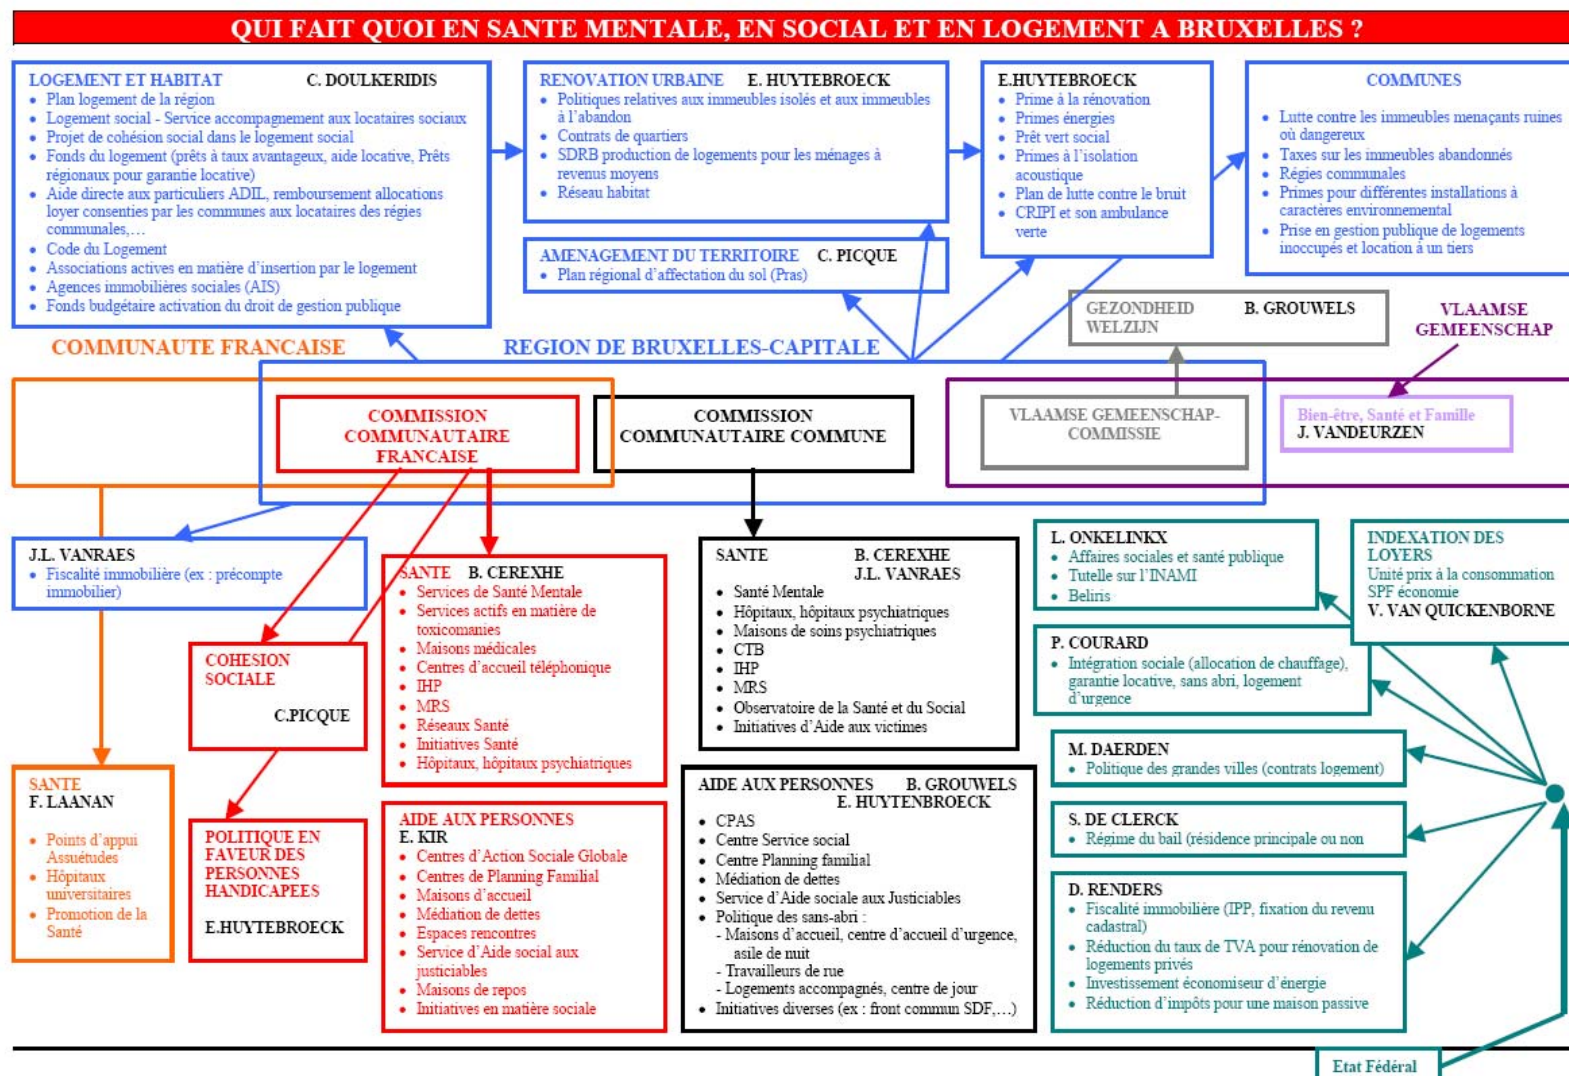 QUI FAIT QUOI EN SANTE MENTALE, EN SOCIAL ET EN LOGEMENT A BRUXELLES ?
LOGEMENT ET HABITAT C. DOULKERIDIS
• Plan logement de la région
• Logement social - Service accompagnement aux locataires sociaux
• Projet de cohésion social dans le logement social
• Fonds du logement (prêts à taux avantageux, aide locative, Prêts
régionaux pour garantie locative)
• Aide directe aux particuliers ADIL, remboursement allocations
loyer consenties par les communes aux locataires des régies
communales,…
• Code du Logement
• Associations actives en matière d'insertion par le logement
• Agences immobilières sociales (AIS)
• Fonds budgétaire activation du droit de gestion publique
RENOVATION URBAINE E. HUYTEBROECK
• Politiques relatives aux immeubles isolés et aux immeubles
à l'abandon
• Contrats de quartiers
• SDRB production de logements pour les ménages à
revenus moyens
• Réseau habitat
AMENAGEMENT DU TERRITOIRE C. PICQUE
• Plan régional d'affectation du sol (Pras)
E.HUYTEBROECK
• Prime à la rénovation
• Primes énergies
• Prêt vert social
• Primes à l'isolation
acoustique
• Plan de lutte contre le bruit
• CRIPI et son ambulance
verte
COMMUNES
• Lutte contre les immeubles menaçants ruines
où dangereux
• Taxes sur les immeubles abandonnés
• Régies communales
• Primes pour différentes installations à
caractères environnemental
• Prise en gestion publique de logements
inoccupés et location à un tiers
GEZONDHEID B. GROUWELS
WELZIJN
VLAAMSE
GEMEENSCHAP
COMMUNAUTE FRANCAISE
REGION DE BRUXELLES-CAPITALE
COMMISSION
COMMUNAUTAIRE
FRANCAISE
COMMISSION
COMMUNAUTAIRE COMMUNE
VLAAMSE GEMEENSCHAP-
COMMISSIE
Bien-être, Santé et Famille
J. VANDEURZEN
J.L. VANRAES
• Fiscalité immobilière (ex : précompte
immobilier)
COHESION
SOCIALE
C.PICQUE
SANTE
F. LAANAN
• Points d'appui
Assuétudes
• Hôpitaux
universitaires
• Promotion de la
Santé
POLITIQUE EN
FAVEUR DES
PERSONNES
HANDICAPEES
E.HUYTEBROECK
SANTE B. CEREXHE
• Services de Santé Mentale
• Services actifs en matière de
toxicomanies
• Maisons médicales
• Centres d'accueil téléphonique
• IHP
• MRS
• Réseaux Santé
• Initiatives Santé
• Hôpitaux, hôpitaux psychiatriques
AIDE AUX PERSONNES
E. KIR
• Centres d'Action Sociale Globale
• Centres de Planning Familial
• Maisons d'accueil
• Médiation de dettes
• Espaces rencontres
• Service d'Aide social aux
justiciables
• Maisons de repos
• Initiatives en matière sociale
SANTE B. CEREXHE
J.L. VANRAES
• Santé Mentale
• Hôpitaux, hôpitaux psychiatriques
• Maisons de soins psychiatriques
• CTB
• IHP
• MRS
• Observatoire de la Santé et du Social
• Initiatives d'Aide aux victimes
AIDE AUX PERSONNES B. GROUWELS
E. HUYTENBROECK
• CPAS
• Centre Service social
• Centre Planning familial
• Médiation de dettes
• Service d'Aide sociale aux Justiciables
• Politique des sans-abri :
- Maisons d'accueil, centre d'accueil d'urgence,
asile de nuit
- Travailleurs de rue
- Logements accompagnés, centre de jour
• Initiatives diverses (ex : front commun SDF,…)
L. ONKELINKX
• Affaires sociales et santé publique
• Tutelle sur l'INAMI
• Beliris
INDEXATION DES
LOYERS
Unité prix à la consommation
SPF économie
V. VAN QUICKENBORNE
P. COURARD
• Intégration sociale (allocation de chauffage),
garantie locative, sans abri, logement
d'urgence
M. DAERDEN
• Politique des grandes villes (contrats logement)
S. DE CLERCK
• Régime du bail (résidence principale ou non
D. RENDERS
• Fiscalité immobilière (IPP, fixation du revenu
cadastral)
• Réduction du taux de TVA pour rénovation de
logements privés
• Investissement économiseur d'énergie
• Réduction d'impôts pour une maison passive
Etat Fédéral